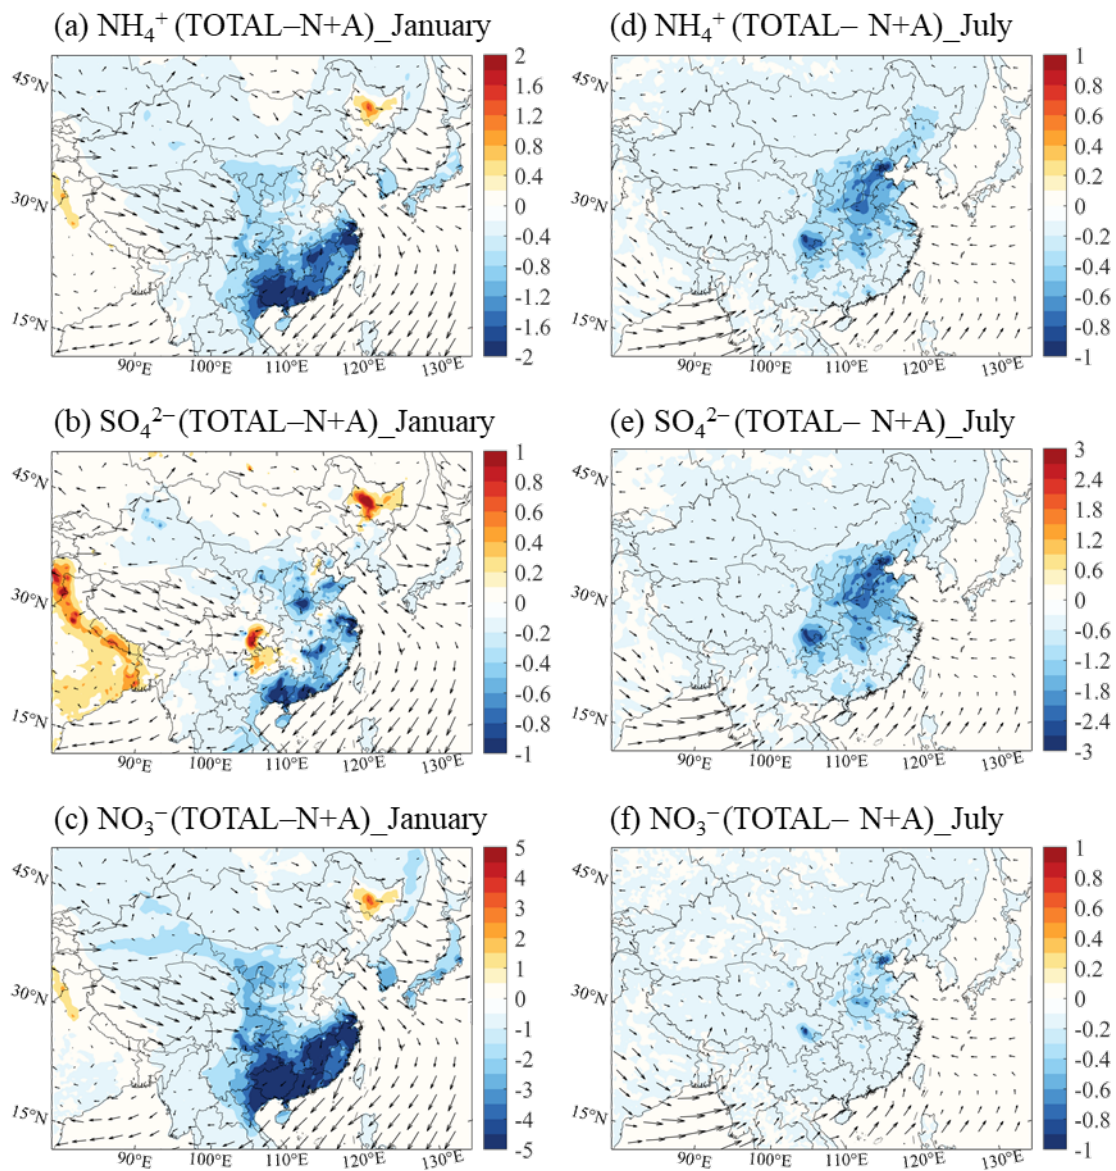 (a) NH₄⁺ (TOTAL–N+A)_January
45°N
30°N
15°N
90°E 100°E 110°E 120°E 130°E
2
1.6
1.2
0.8
0.4
0
-0.4
-0.8
-1.2
-1.6
-2
(d) NH₄⁺ (TOTAL– N+A)_July
45°N
30°N
15°N
90°E 100°E 110°E 120°E 130°E
1
0.8
0.6
0.4
0.2
0
-0.2
-0.4
-0.6
-0.8
-1
(b) SO₄²⁻ (TOTAL–N+A)_January
45°N
30°N
15°N
90°E 100°E 110°E 120°E 130°E
1
0.8
0.6
0.4
0.2
0
-0.2
-0.4
-0.6
-0.8
-1
(e) SO₄²⁻ (TOTAL– N+A)_July
45°N
30°N
15°N
90°E 100°E 110°E 120°E 130°E
3
2.4
1.8
1.2
0.6
0
-0.6
-1.2
-1.8
-2.4
-3
(c) NO₃⁻ (TOTAL–N+A)_January
45°N
30°N
15°N
90°E 100°E 110°E 120°E 130°E
5
4
3
2
1
0
-1
-2
-3
-4
-5
(f) NO₃⁻ (TOTAL– N+A)_July
45°N
30°N
15°N
90°E 100°E 110°E 120°E 130°E
1
0.8
0.6
0.4
0.2
0
-0.2
-0.4
-0.6
-0.8
-1